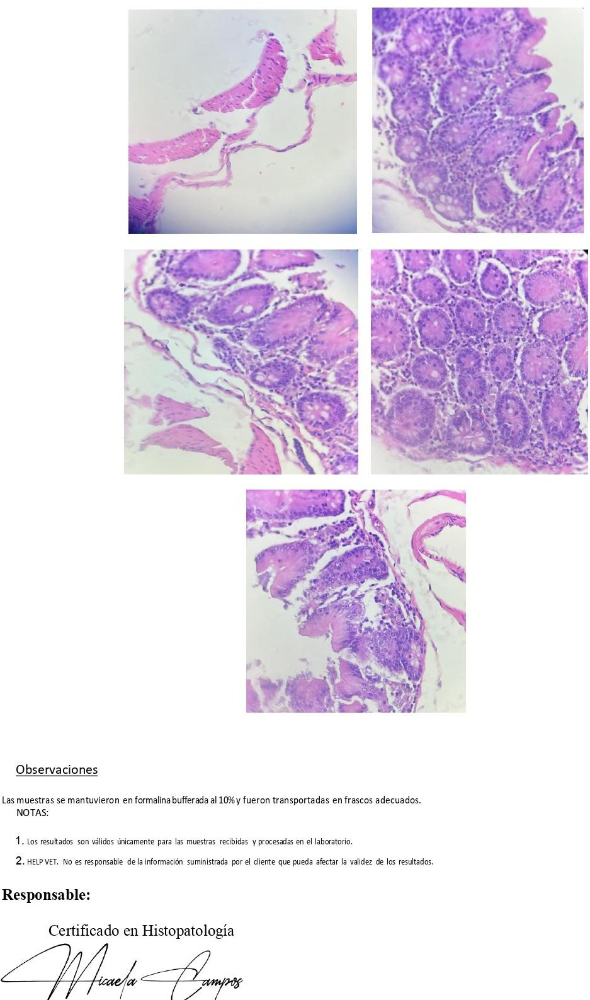 Observaciones
Las muestras se mantuvieron en formalina bufferada al 10% y fueron transportadas en frascos adecuados.
NOTAS:
1. Los resultados son válidos únicamente para las muestras recibidas y procesadas en el laboratorio.
2. HELP VET. No es responsable de la información suministrada por el cliente que pueda afectar la validez de los resultados.
Responsable:
Certificado en Histopatología
Micaela Campos